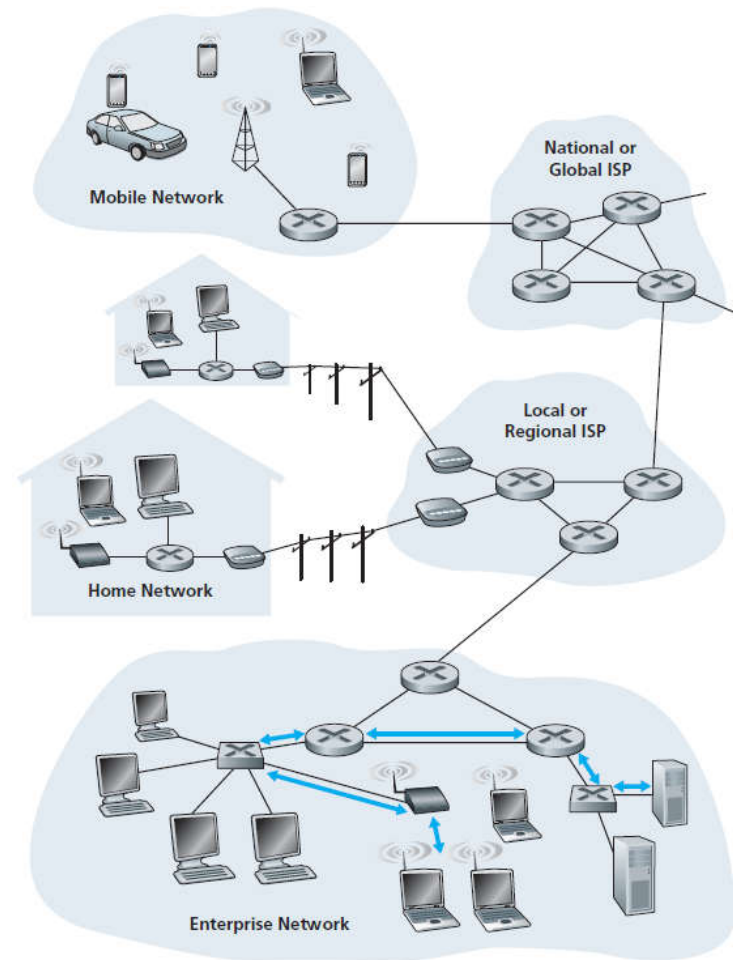 Mobile Network
National or
Global ISP
Local or
Regional ISP
Home Network
Enterprise Network